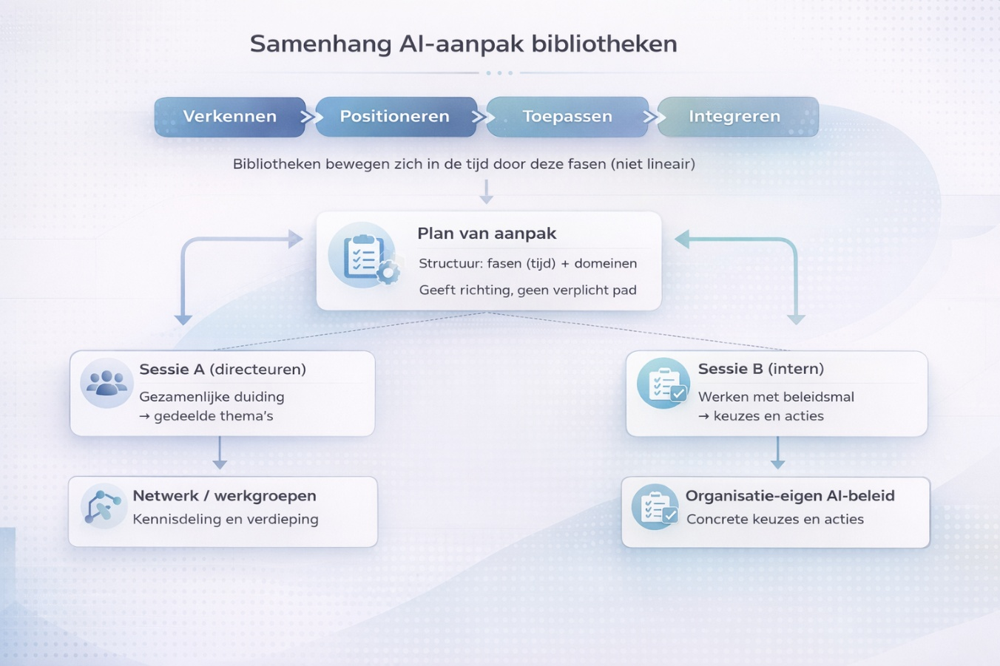 Samenhang AI-aanpak bibliotheken
Verkennen
Positioneren
Toepassen
Integreren
Bibliotheken bewegen zich in de tijd door deze fasen (niet lineair)
Plan van aanpak
Structuur: fasen (tijd) + domeinen
Geeft richting, geen verplicht pad
Sessie A (directeuren)
Gezamenlijke duiding
→ gedeelde thema's
Sessie B (intern)
Werken met beleidsmal
→ keuzes en acties
Netwerk / werkgroepen
Kennisdeling en verdieping
Organisatie-eigen AI-beleid
Concrete keuzes en acties